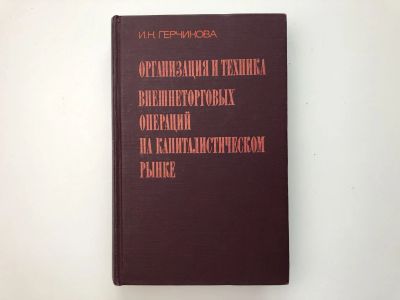 И.Н. ГЕРЧИКОВА
ОРГАНИЗАЦИЯ И ТЕХНИКА
ВНЕШНЕТОРГОВЫХ
ОПЕРАЦИЙ
НА КАПИТАЛИСТИЧЕСКОМ
РЫНКЕ